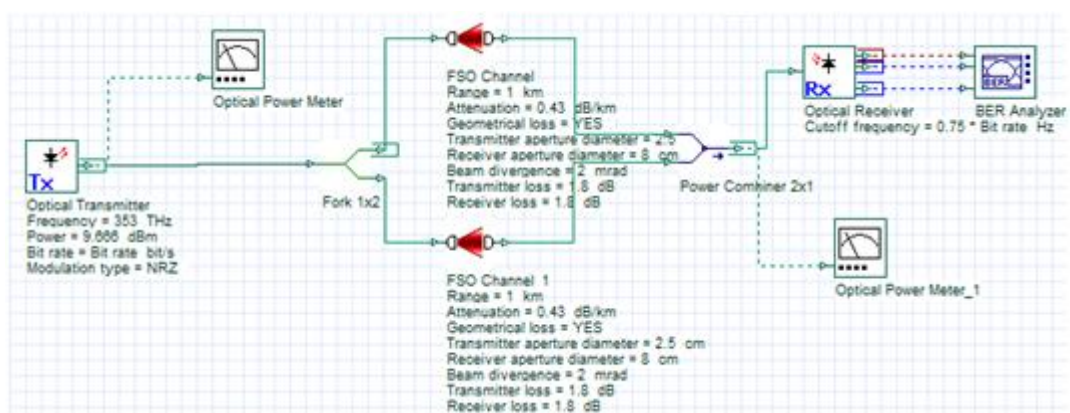 Optical Power Meter
Tx
Optical Transmitter
Frequency = 353 THz
Power = 9.666 dBm
Bit rate = Bit rate bit/s
Modulation type = NRZ
Fork 1x2
FSO Channel
Range = 1 km
Attenuation = 0.43 dB/km
Geometrical loss = YES
Transmitter aperture diameter = 2.5
Receiver aperture diameter = 8 cm
Beam divergence = 2 mrad
Transmitter loss = 1.8 dB
Receiver loss = 1.8 dB
FSO Channel 1
Range = 1 km
Attenuation = 0.43 dB/km
Geometrical loss = YES
Transmitter aperture diameter = 2.5 cm
Receiver aperture diameter = 8 cm
Beam divergence = 2 mrad
Transmitter loss = 1.8 dB
Receiver loss = 1.8 dB
Power Combiner 2x1
Rx
Optical Receiver
Cutoff frequency = 0.75 * Bit rate Hz
BER
BER Analyzer
Optical Power Meter_1